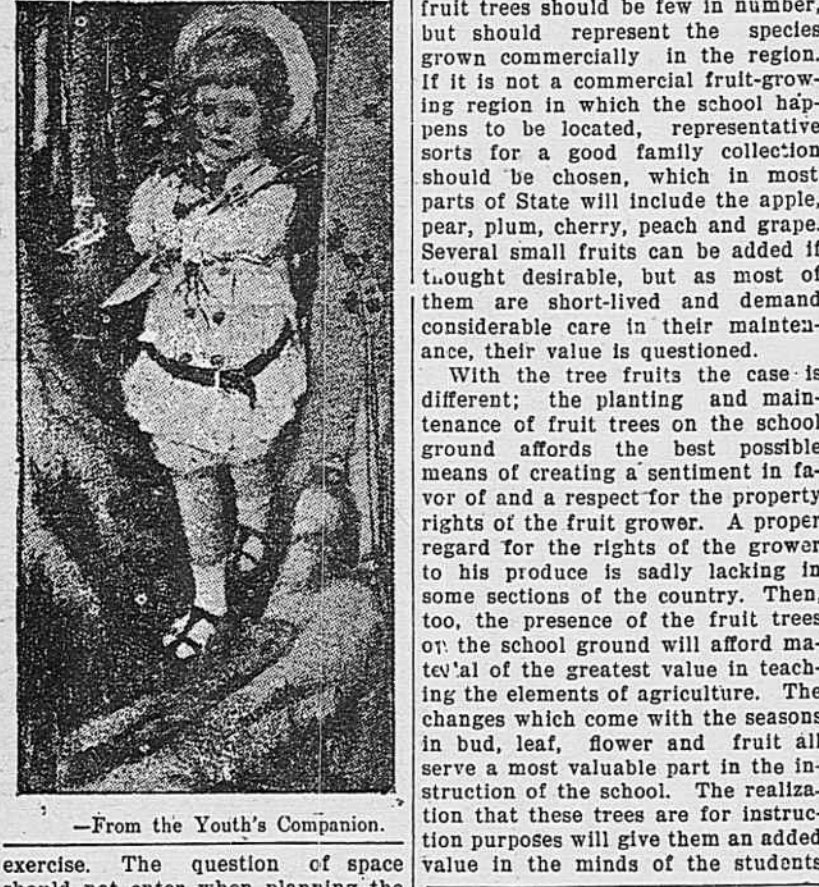 —From the Youth's Companion.
exercise. The question of space
should not enter when planning the
fruit trees should be few in number,
but should represent the species
grown commercially in the region.
If it is not a commercial fruit-grow-
ing region in which the school hap-
pens to be located, representative
sorts for a good family collection
should be chosen, which in most
parts of State will include the apple,
pear, plum, cherry, peach and grape.
Several small fruits can be added if
thought desirable, but as most of
them are short-lived and demand
considerable care in their mainten-
ance, their value is questioned.
With the tree fruits the case is
different; the planting and main-
tenance of fruit trees on the school
ground affords the best possible
means of creating a sentiment in fa-
vor of and a respect for the property
rights of the fruit grower. A proper
regard for the rights of the grower
to his produce is sadly lacking in
some sections of the country. Then,
too, the presence of the fruit trees
on the school ground will afford ma-
terial of the greatest value in teach-
ing the elements of agriculture. The
changes which come with the seasons
in bud, leaf, flower and fruit all
serve a most valuable part in the in-
struction of the school. The realiza-
tion that these trees are for instruc-
tion purposes will give them an added
value in the minds of the students